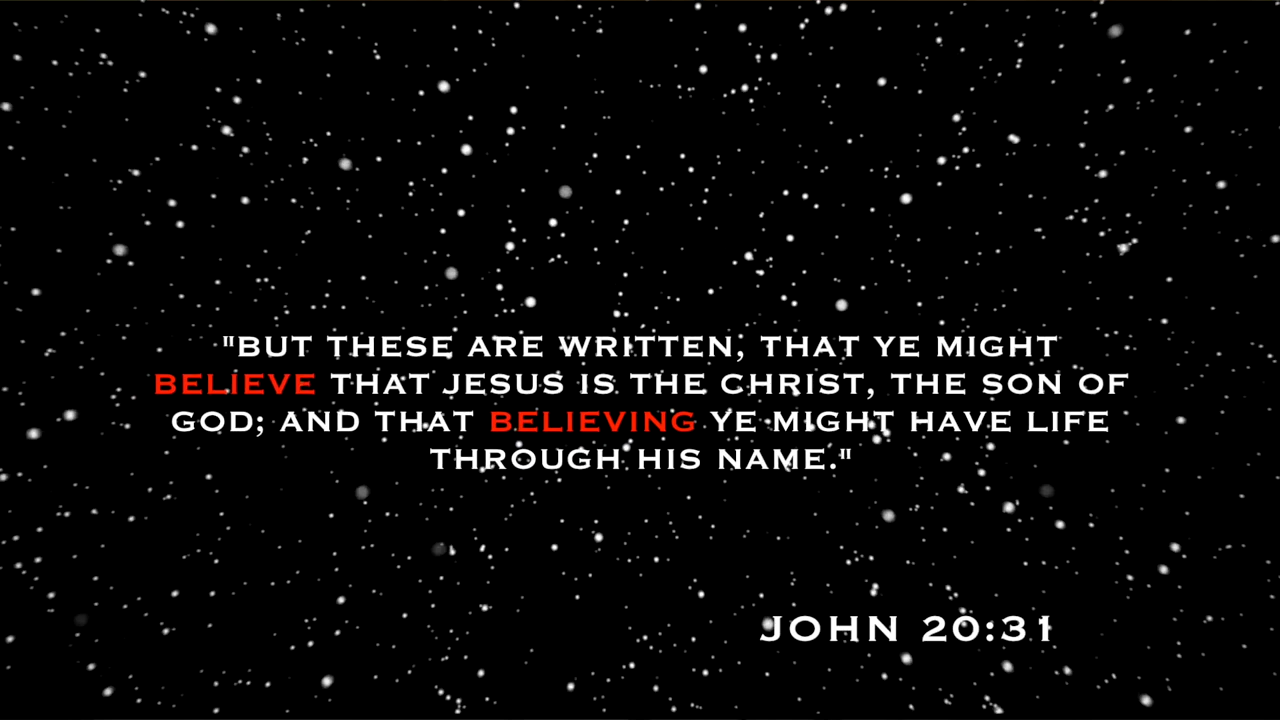 "BUT THESE ARE WRITTEN, THAT YE MIGHT
BELIEVE THAT JESUS IS THE CHRIST, THE SON OF
GOD; AND THAT BELIEVING YE MIGHT HAVE LIFE
THROUGH HIS NAME."
JOHN 20:31